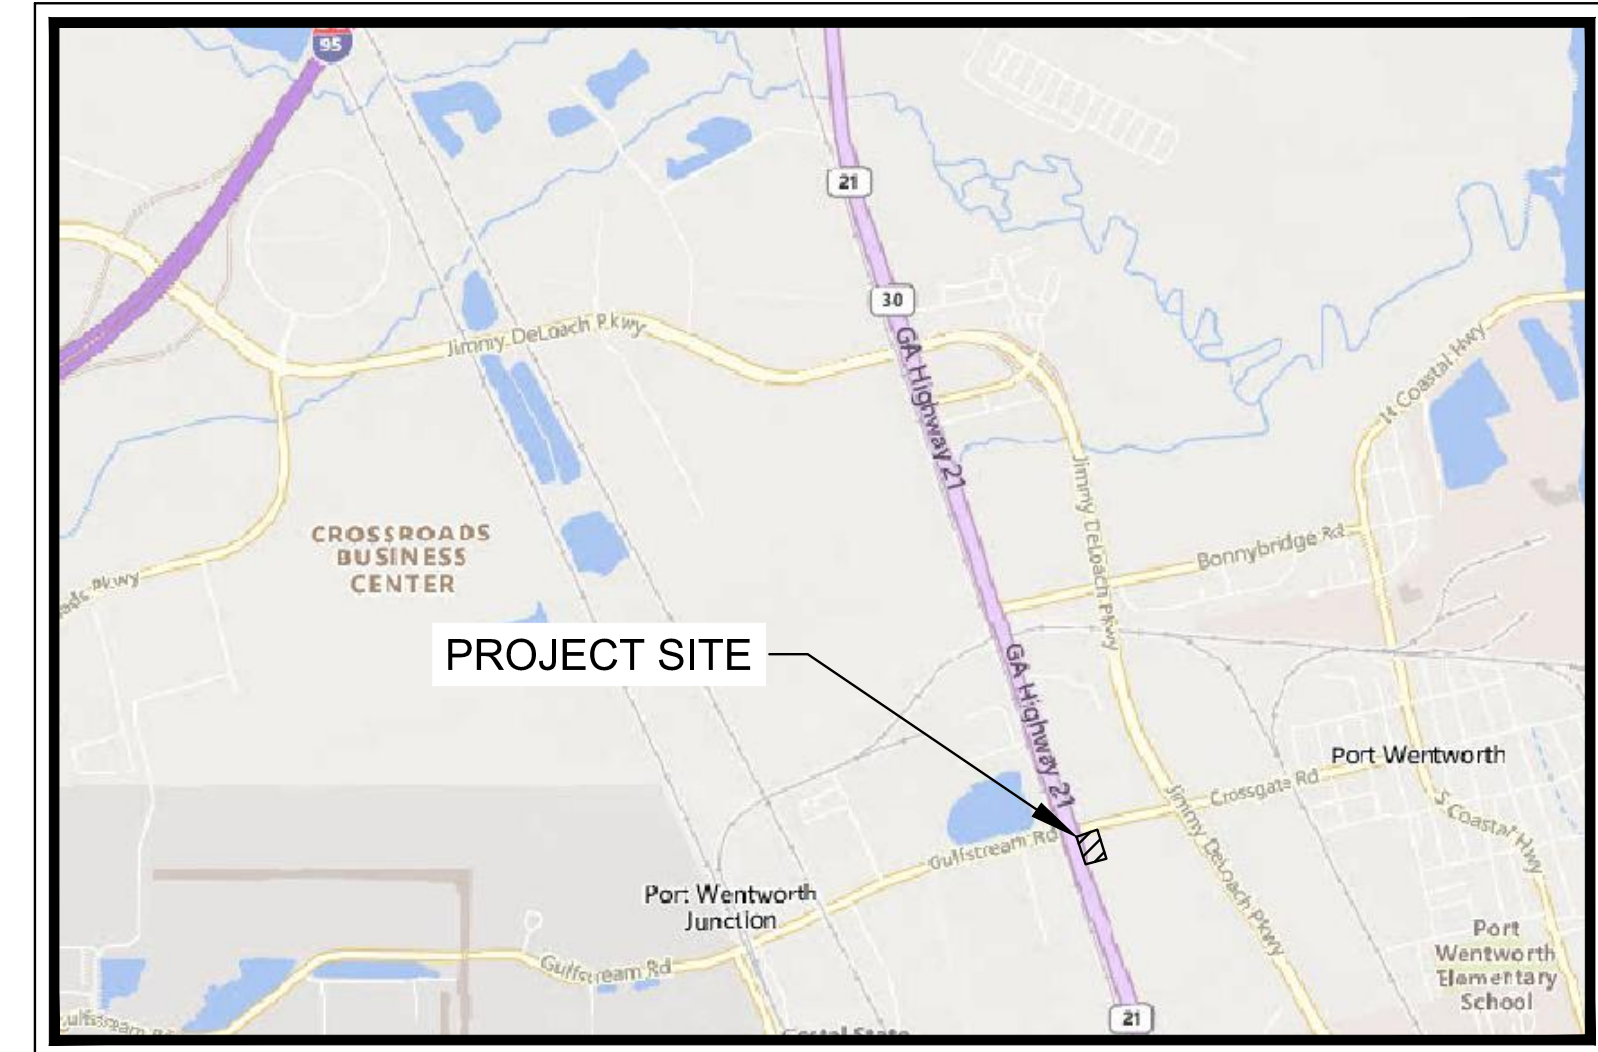 95
21
30
Jimmy DeLoach Pkwy
GA Highway 21
N Coastal Hwy
Jimmy DeLoach Pkwy
Bonnybridge Rd
CROSSROADS
BUSINESS
CENTER
ads Pkwy
PROJECT SITE
GA Highway 21
Port Wentworth
Crossgate Rd
S Coastal Hwy
Gulfstream Rd
Jimmy DeLoach Pkwy
Port Wentworth
Junction
Port
Wentworth
Elementary
School
Gulfstream Rd
21